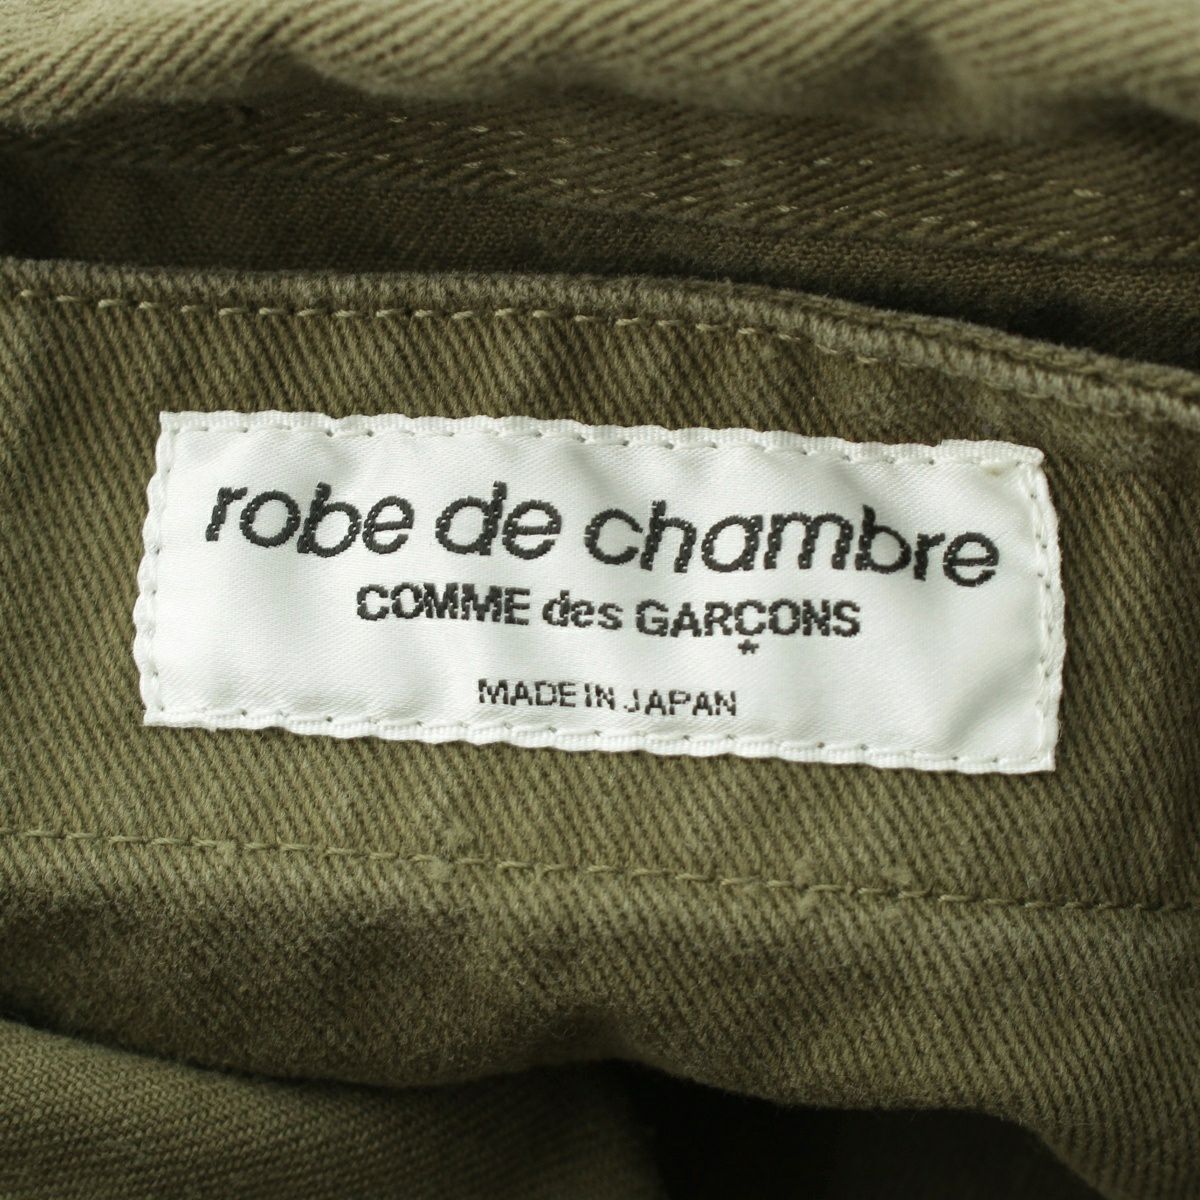 robe de chambre
COMME des GARÇONS
*
MADE IN JAPAN